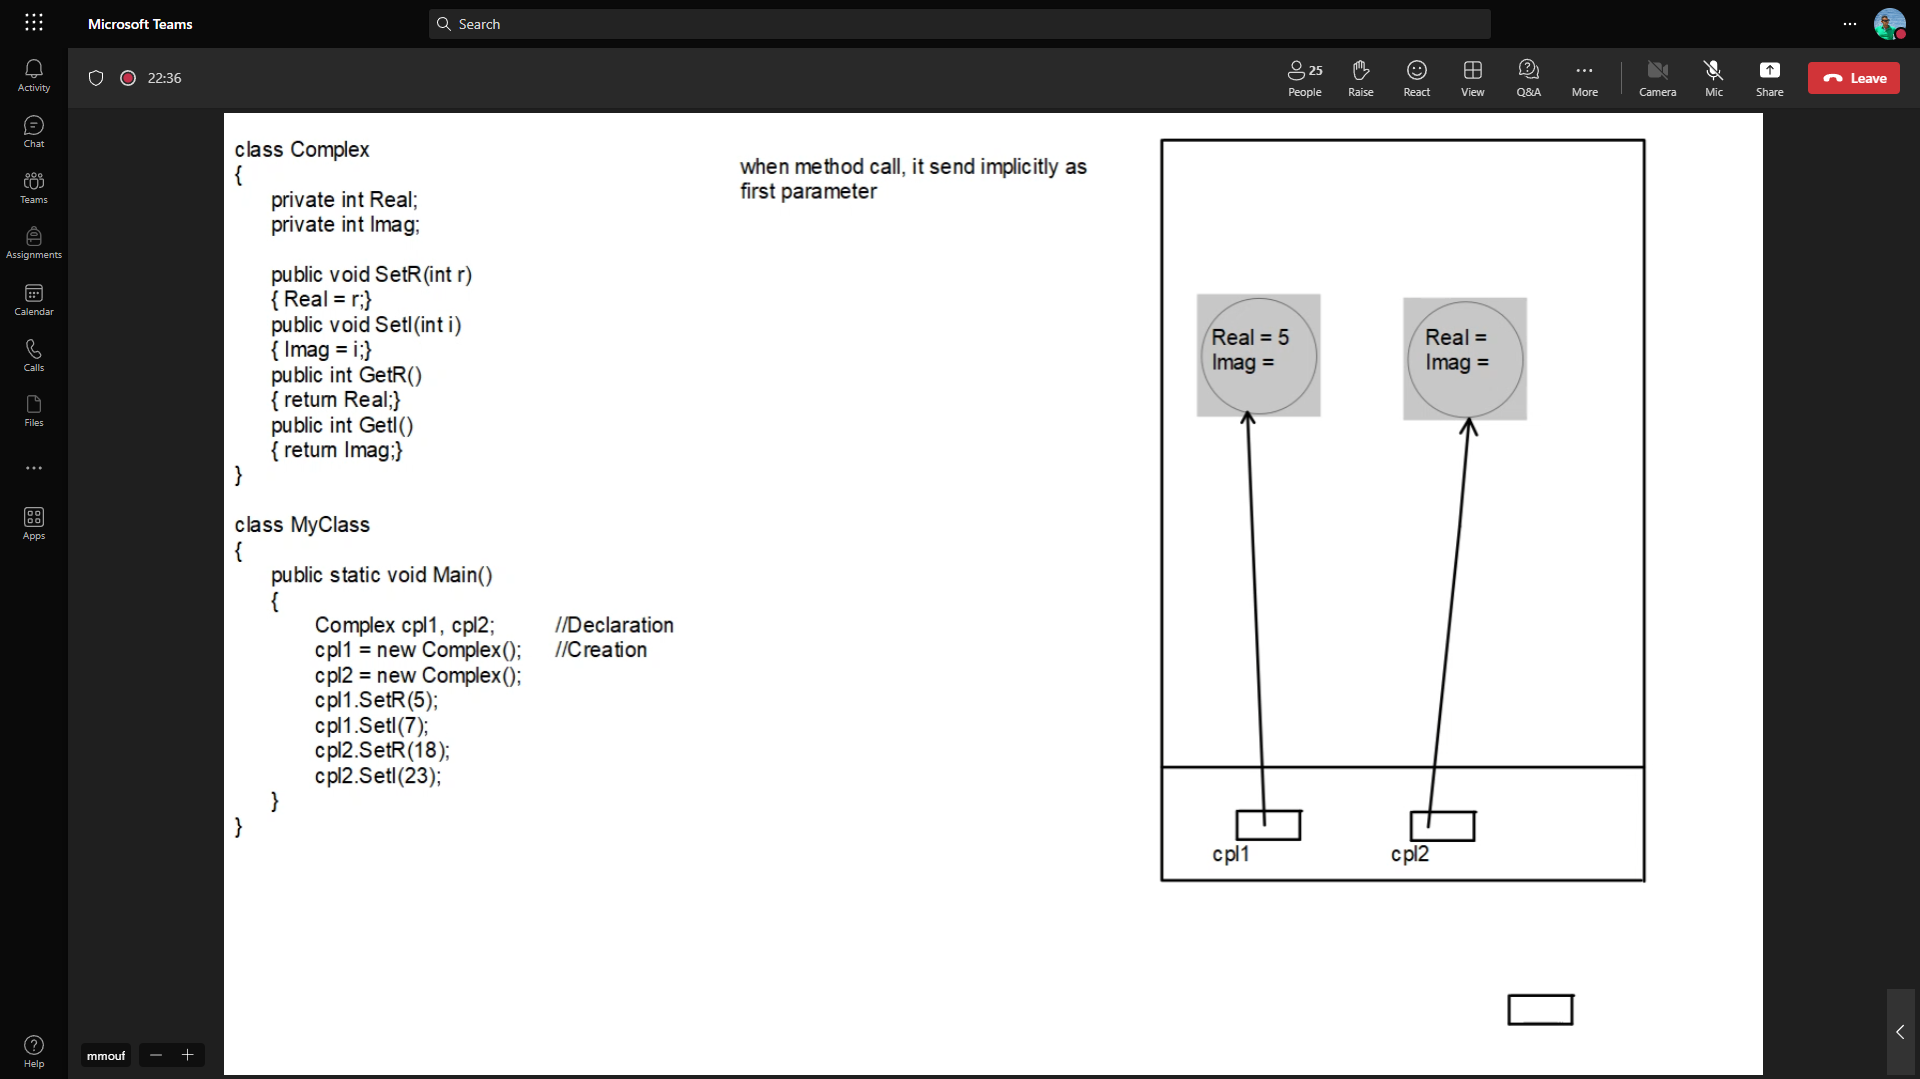 Microsoft Teams
Search
22:36
25
People
Raise
React
View
Q&A
More
Camera
Mic
Share
Leave
Activity
Chat
Teams
Assignments
Calendar
Calls
Files
Apps
Help
class Complex
{
private int Real;
private int Imag;
public void SetR(int r)
{ Real = r;}
public void SetI(int i)
{ Imag = i;}
public int GetR()
{ return Real;}
public int GetI()
{ return Imag;}
}
class MyClass
{
public static void Main()
{
Complex cpl1, cpl2; //Declaration
cpl1 = new Complex(); //Creation
cpl2 = new Complex();
cpl1.SetR(5);
cpl1.SetI(7);
cpl2.SetR(18);
cpl2.SetI(23);
}
}
when method call, it send implicitly as
first parameter
Real = 5
Imag =
Real =
Imag =
cpl1
cpl2
mmouf